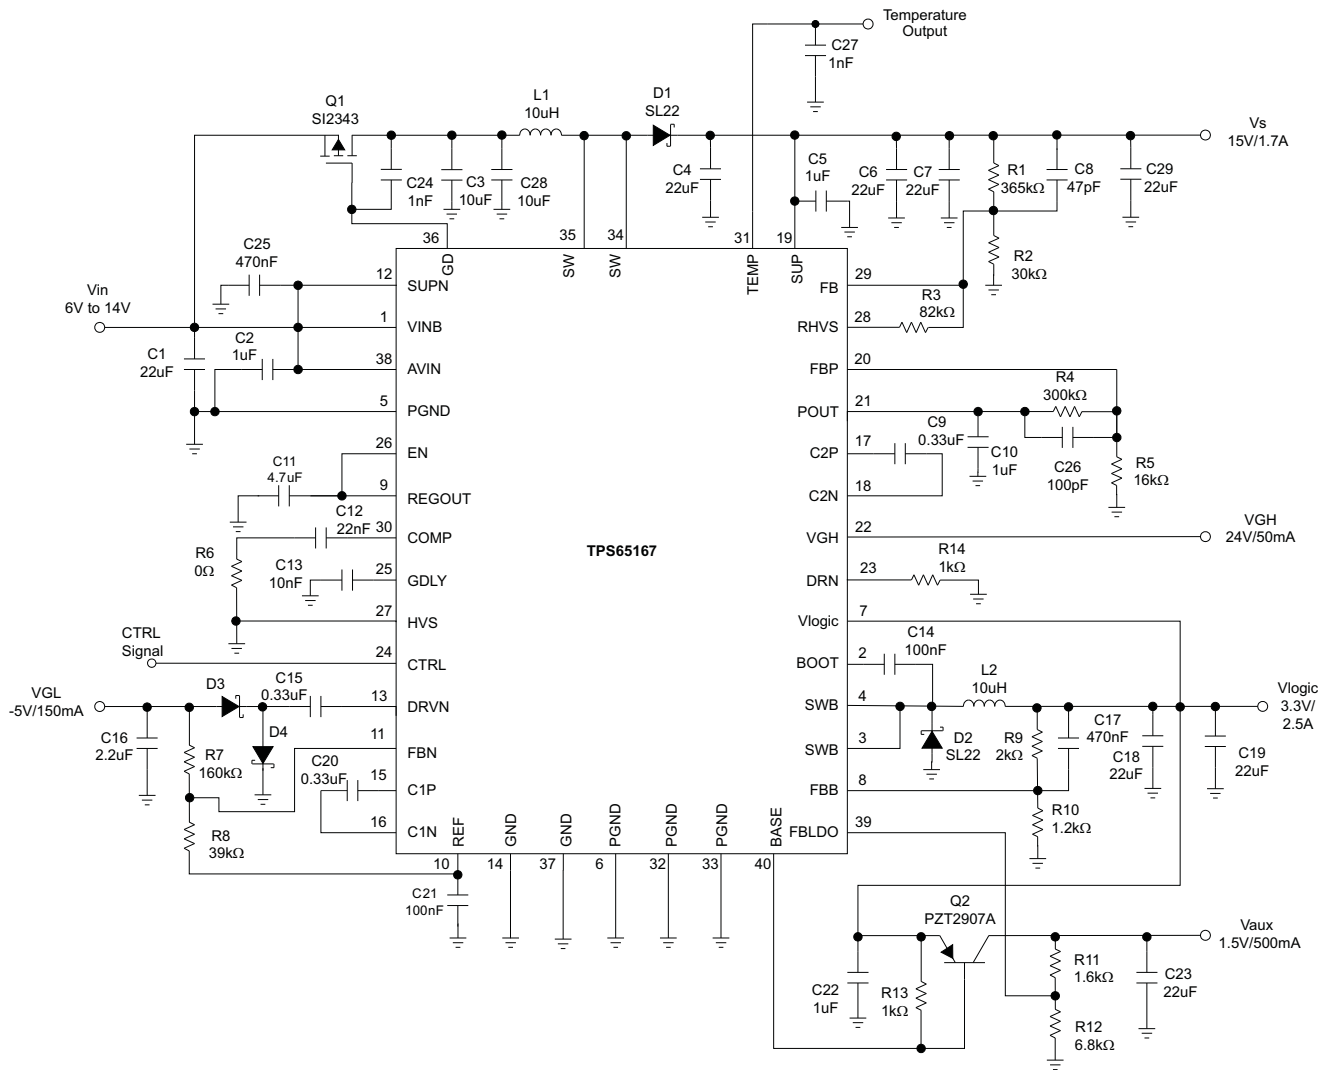 Temperature
Output
C27
1nF
Q1
SI2343
L1
10uH
D1
SL22
Vs
15V/1.7A
C24
1nF
C3
10uF
C28
10uF
C4
22uF
C5
1uF
C6
22uF
C7
22uF
R1
365kΩ
C8
47pF
C29
22uF
R2
30kΩ
36
35
34
31
19
GD
SW
SW
TEMP
SUP
C25
470nF
Vin
6V to 14V
C1
22uF
C2
1uF
12
SUPN
1
VINB
38
AVIN
5
PGND
26
EN
C11
4.7uF
9
REGOUT
C12
22nF
30
COMP
R6
0Ω
C13
10nF
25
GDLY
27
HVS
CTRL
Signal
24
CTRL
VGL
-5V/150mA
D3
C15
0.33uF
13
DRVN
C16
2.2uF
R7
160kΩ
D4
11
FBN
C20
0.33uF
15
C1P
16
C1N
R8
39kΩ
TPS65167
FB
29
R3
82kΩ
RHVS
28
FBP
20
R4
300kΩ
POUT
21
C9
0.33uF
C10
1uF
C26
100pF
R5
16kΩ
C2P
17
C2N
18
VGH
22
VGH
24V/50mA
DRN
23
R14
1kΩ
Vlogic
7
C14
100nF
BOOT
2
L2
10uH
SWB
4
Vlogic
3.3V/
2.5A
SWB
3
D2
SL22
R9
2kΩ
C17
470nF
C18
22uF
C19
22uF
FBB
8
R10
1.2kΩ
FBLDO
39
REF
GND
GND
PGND
PGND
PGND
BASE
10
14
37
6
32
33
40
C21
100nF
Q2
PZT2907A
Vaux
1.5V/500mA
C22
1uF
R13
1kΩ
R11
1.6kΩ
C23
22uF
R12
6.8kΩ